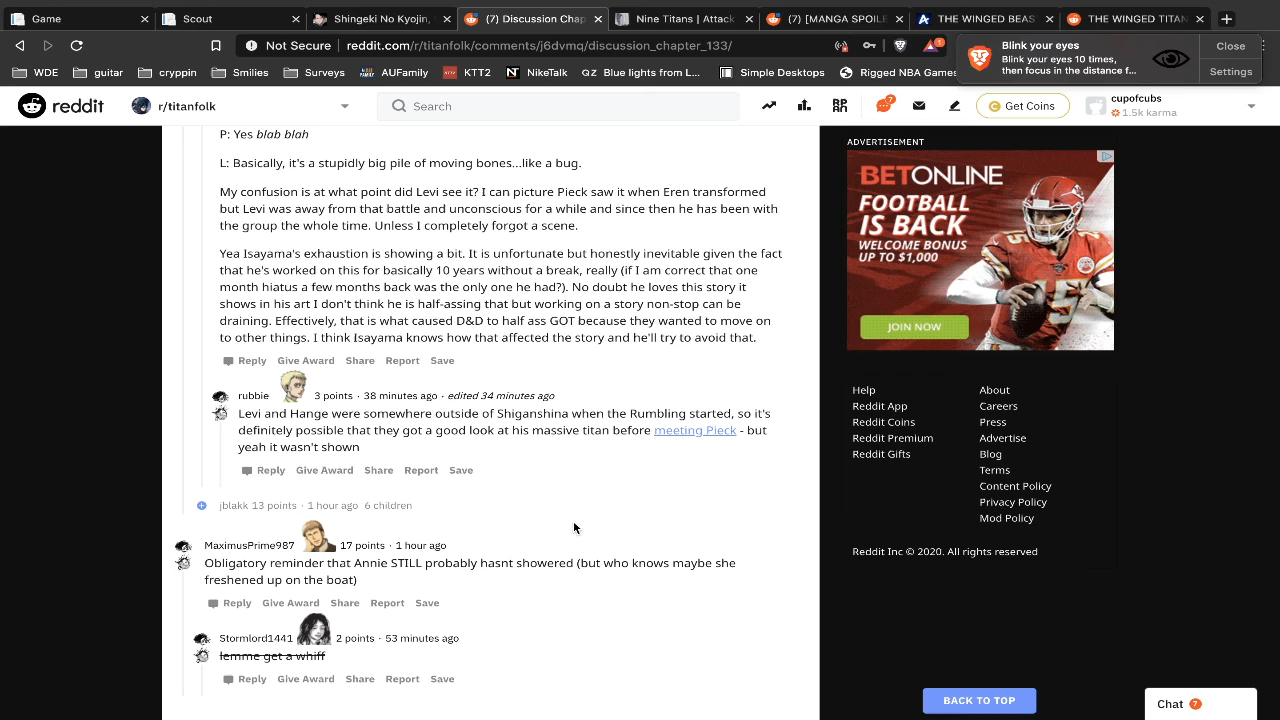 Game
Scout
Shingeki No Kyojin,
(7) Discussion Chap
Nine Titans | Attack
(7) [MANGA SPOILE
THE WINGED BEAS
THE WINGED TITAN
Not Secure
reddit.com/r/titanfolk/comments/j6dvmq/discussion_chapter_133/
Blink your eyes
Blink your eyes 10 times,
then focus in the distance f...
Close
Settings
WDE
guitar
cryppin
Smilies
Surveys
AUFamily
KTT2
NikeTalk
QZ Blue lights from L...
Simple Desktops
Rigged NBA Games
reddit
r/titanfolk
Search
7
Get Coins
cupofcubs
1.5k karma
P: Yes blab blah
L: Basically, it's a stupidly big pile of moving bones...like a bug.
My confusion is at what point did Levi see it? I can picture Pieck saw it when Eren transformed
but Levi was away from that battle and unconscious for a while and since then he has been with
the group the whole time. Unless I completely forgot a scene.
Yea Isayama's exhaustion is showing a bit. It is unfortunate but honestly inevitable given the fact
that he's worked on this for basically 10 years without a break, really (if I am correct that one
month hiatus a few months back was the only one he had?). No doubt he loves this story it
shows in his art I don't think he is half-assing that but working on a story non-stop can be
draining. Effectively, that is what caused D&D to half ass GOT because they wanted to move on
to other things. I think Isayama knows how that affected the story and he'll try to avoid that.
Reply Give Award Share Report Save
rubbie 3 points · 38 minutes ago · edited 34 minutes ago
Levi and Hange were somewhere outside of Shiganshina when the Rumbling started, so it's
definitely possible that they got a good look at his massive titan before meeting Pieck - but
yeah it wasn't shown
Reply Give Award Share Report Save
jblakk 13 points · 1 hour ago 6 children
MaximusPrime987 17 points · 1 hour ago
Obligatory reminder that Annie STILL probably hasnt showered (but who knows maybe she
freshened up on the boat)
Reply Give Award Share Report Save
Stormlord1441 2 points · 53 minutes ago
lemme get a whiff
Reply Give Award Share Report Save
ADVERTISEMENT
BETONLINE
FOOTBALL
IS BACK
WELCOME BONUS
UP TO $1,000
JOIN NOW
15
Help
Reddit App
Reddit Coins
Reddit Premium
Reddit Gifts
About
Careers
Press
Advertise
Blog
Terms
Content Policy
Privacy Policy
Mod Policy
Reddit Inc © 2020. All rights reserved
BACK TO TOP
Chat 7